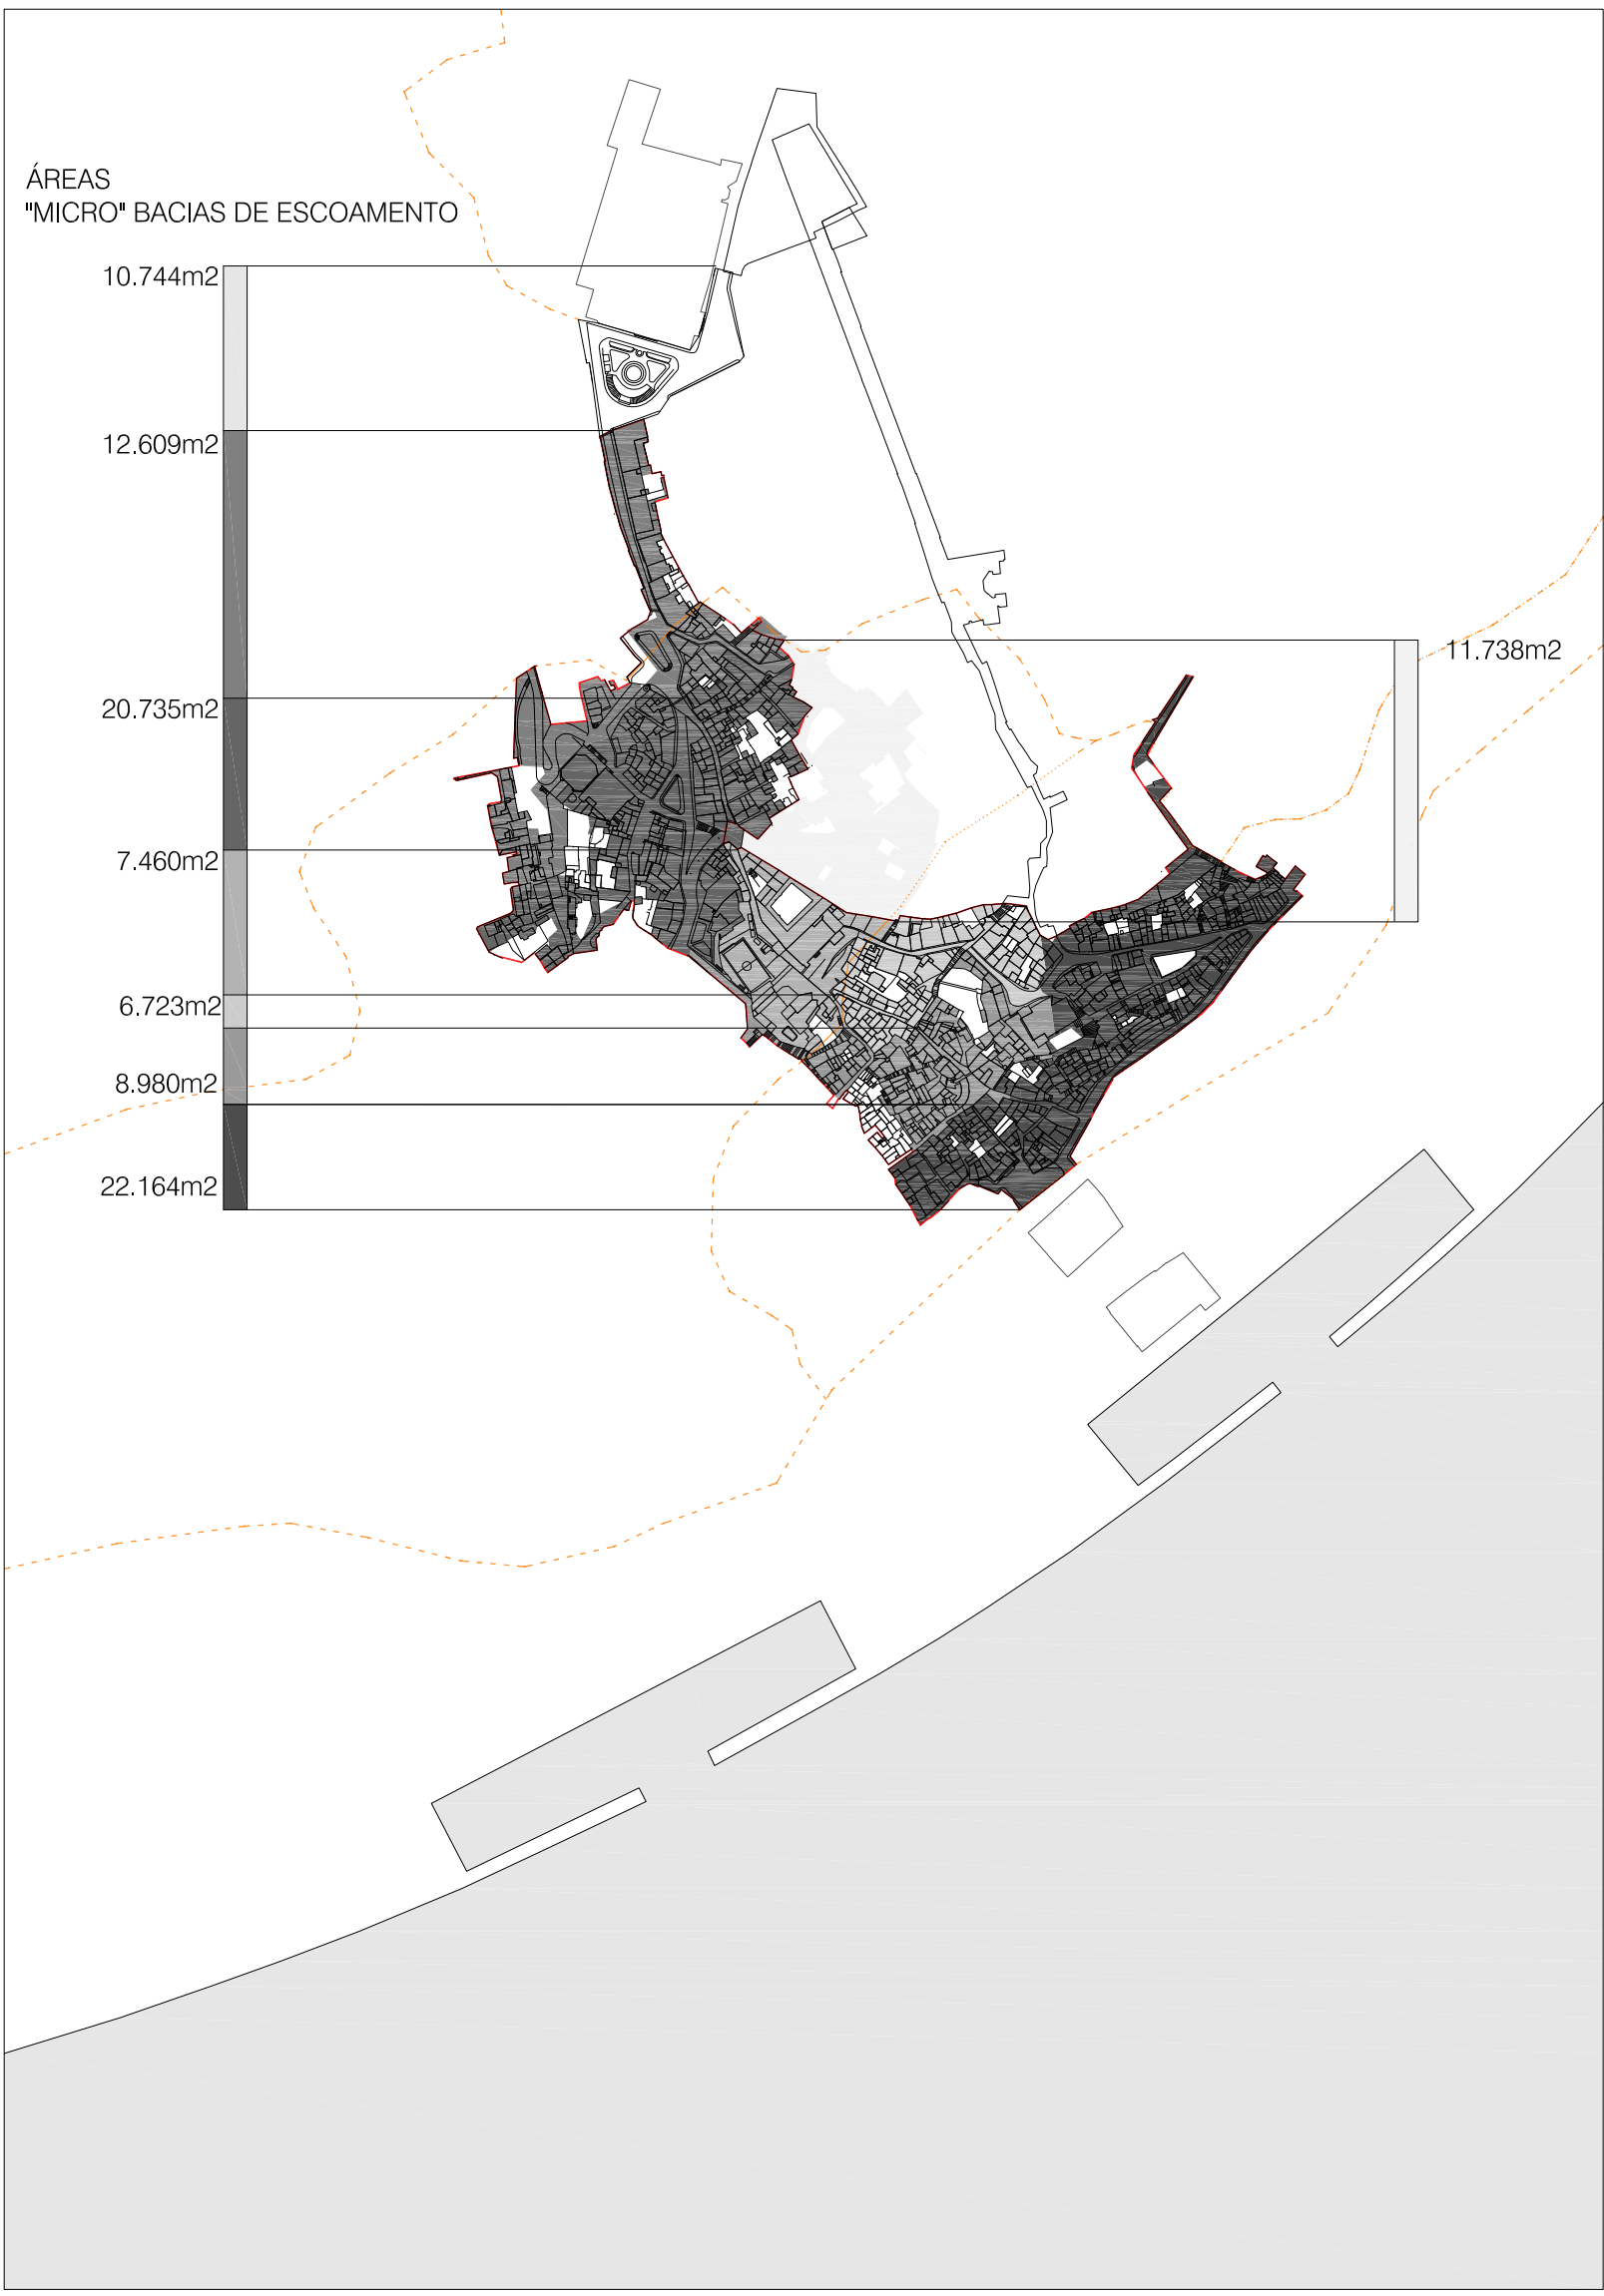 ÁREAS
"MICRO" BACIAS DE ESCOAMENTO
10.744m2
12.609m2
11.738m2
20.735m2
7.460m2
6.723m2
8.980m2
22.164m2